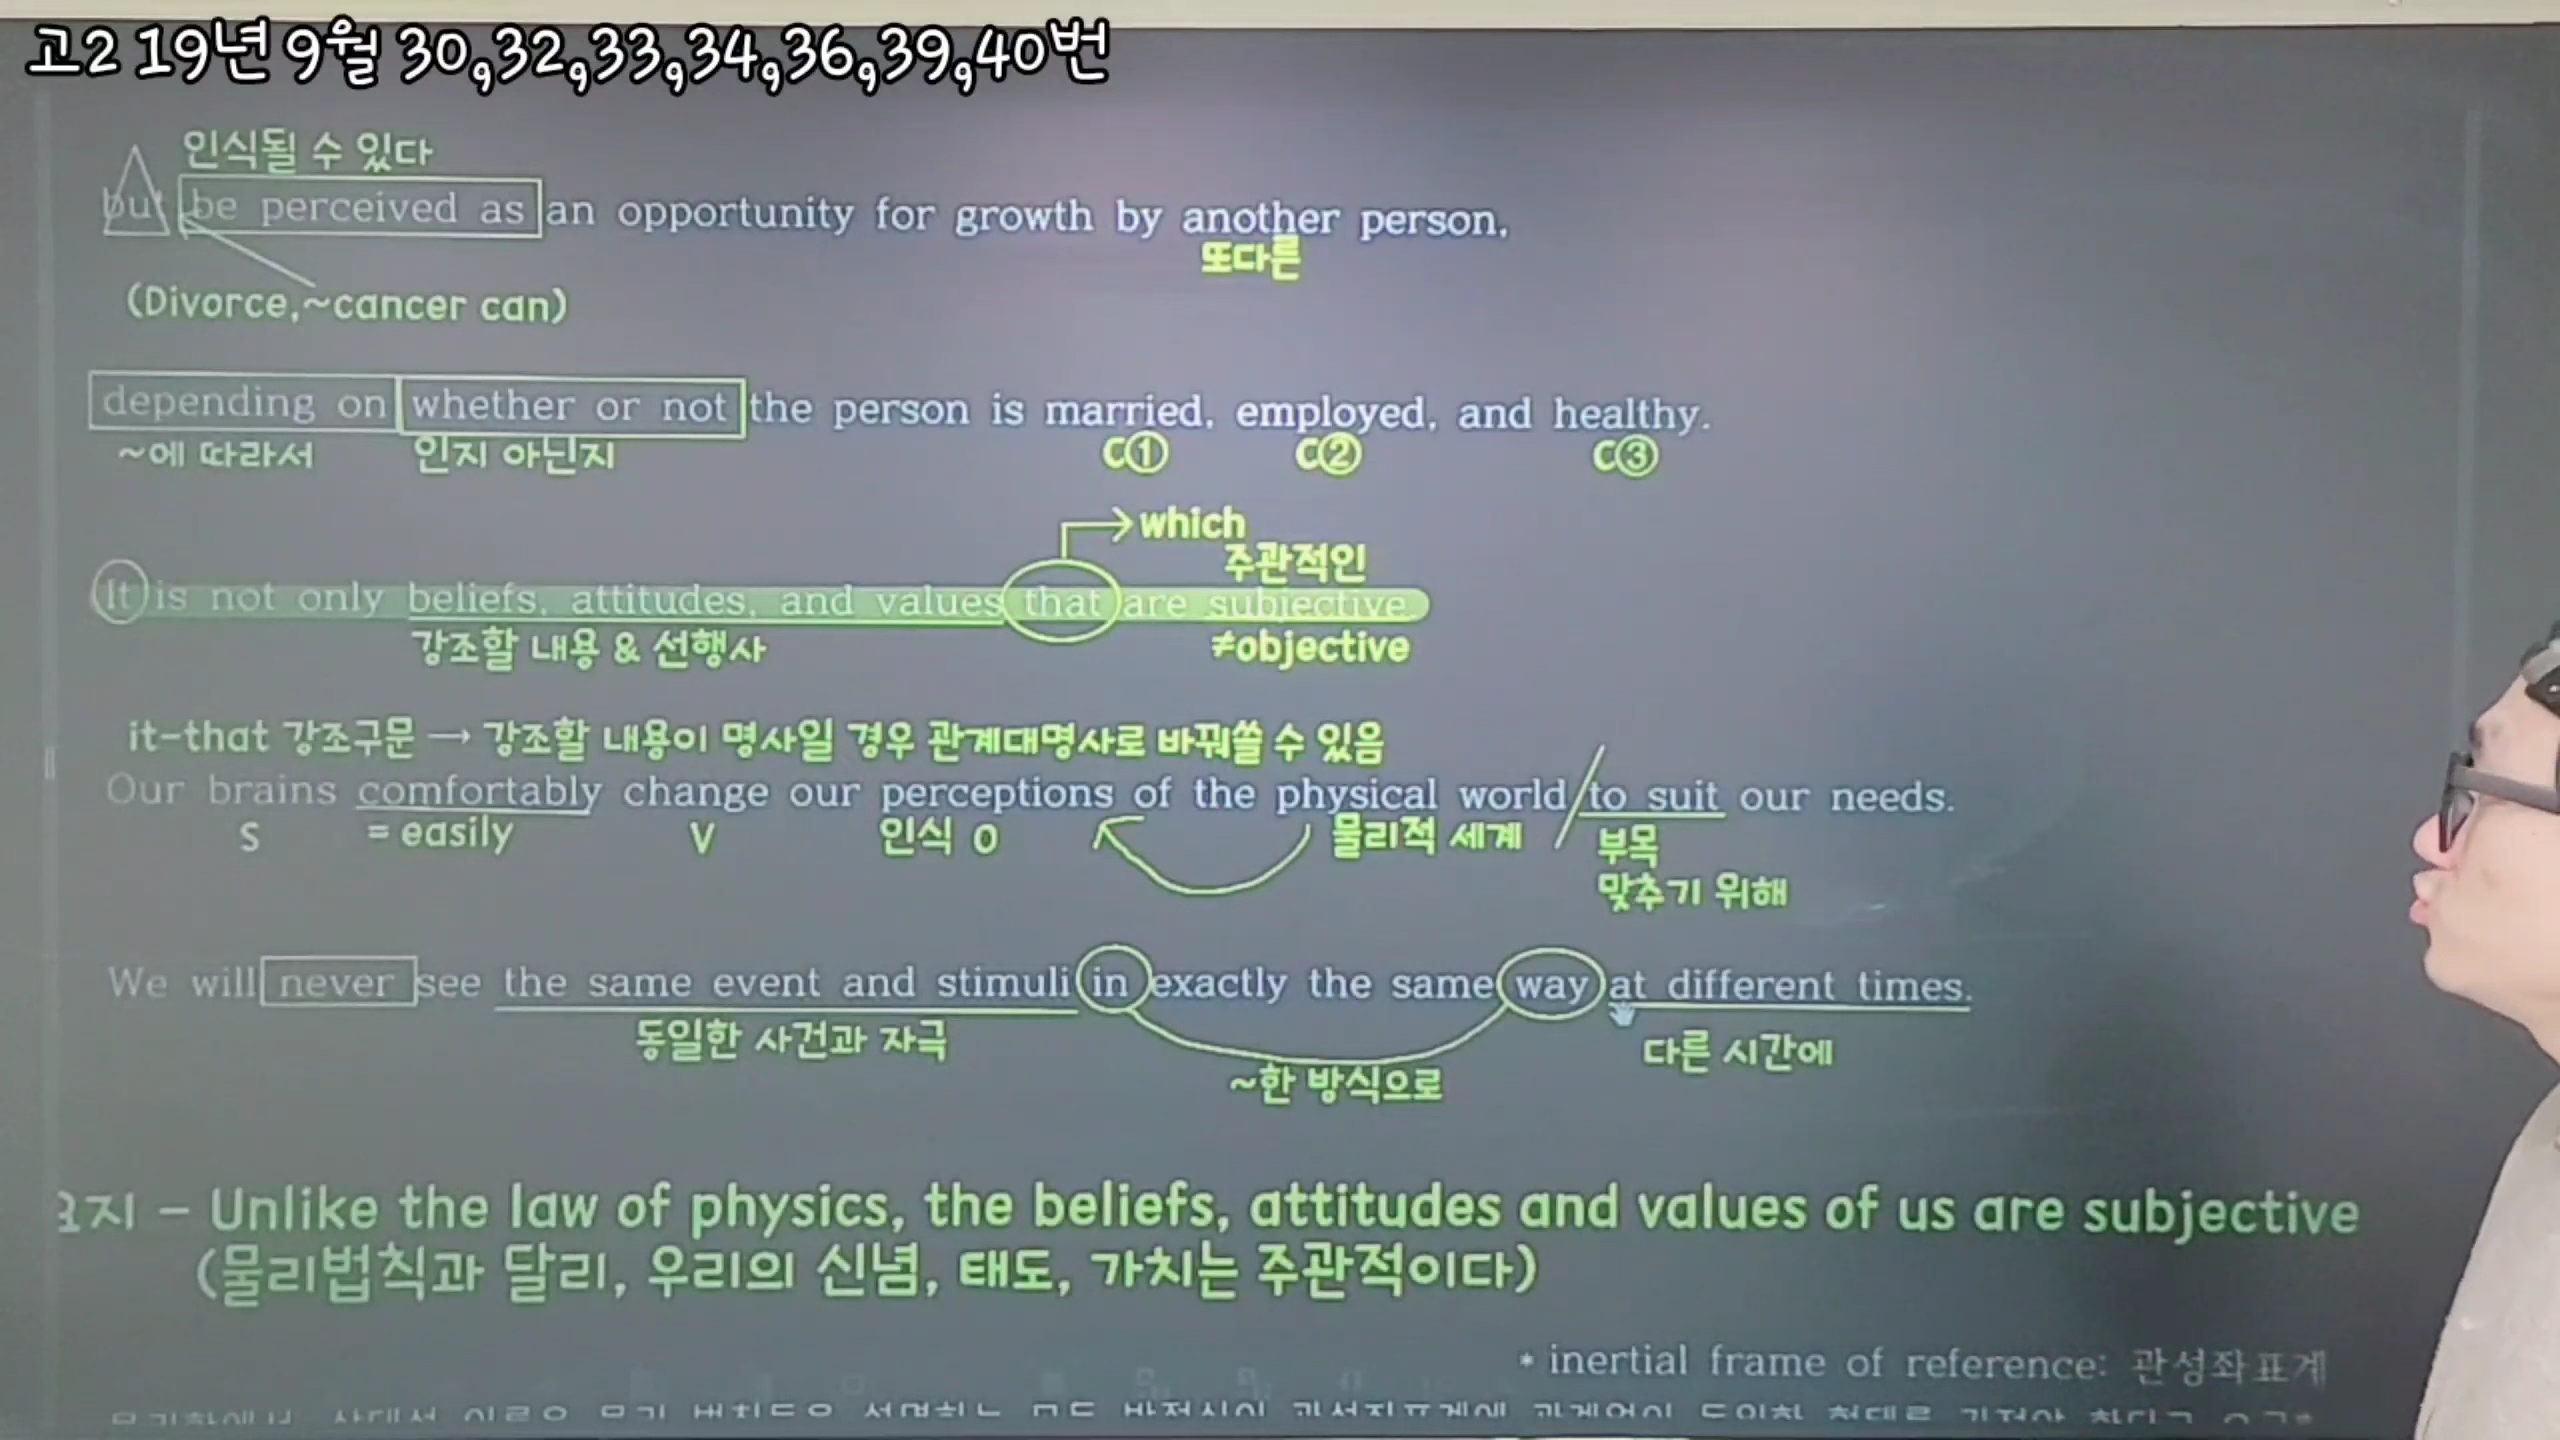 고2 19년 9월 30,32,33,34,36,39,40번
인식될 수 있다
but be perceived as an opportunity for growth by another person,
또다른
(Divorce,~cancer can)
depending on whether or not the person is married, employed, and healthy.
~에 따라서 인지 아닌지 C① C② C③
which
주관적인
It is not only beliefs, attitudes, and values that are subjective.
강조할 내용 & 선행사 ≠objective
it-that 강조구문 → 강조할 내용이 명사일 경우 관계대명사로 바꿔쓸 수 있음
Our brains comfortably change our perceptions of the physical world / to suit our needs.
S = easily V 인식 O 물리적 세계 부목
맞추기 위해
We will never see the same event and stimuli in exactly the same way at different times.
동일한 사건과 자극 다른 시간에
~한 방식으로
요지 - Unlike the law of physics, the beliefs, attitudes and values of us are subjective
(물리법칙과 달리, 우리의 신념, 태도, 가치는 주관적이다)
* inertial frame of reference: 관성좌표계